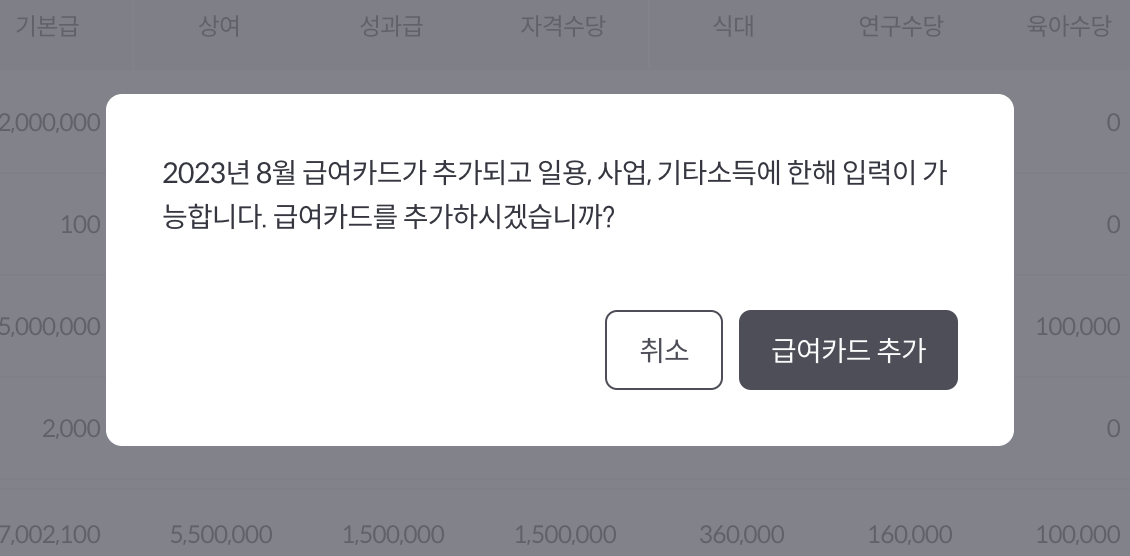 기본급 상여 성과급 자격수당 식대 연구수당 육아수당
2,000,000 0
2023년 8월 급여카드가 추가되고 일용, 사업, 기타소득에 한해 입력이 가
능합니다. 급여카드를 추가하시겠습니까?
100 0
5,000,000 100,000
취소 급여카드 추가
2,000 0
7,002,100 5,500,000 1,500,000 1,500,000 360,000 160,000 100,000